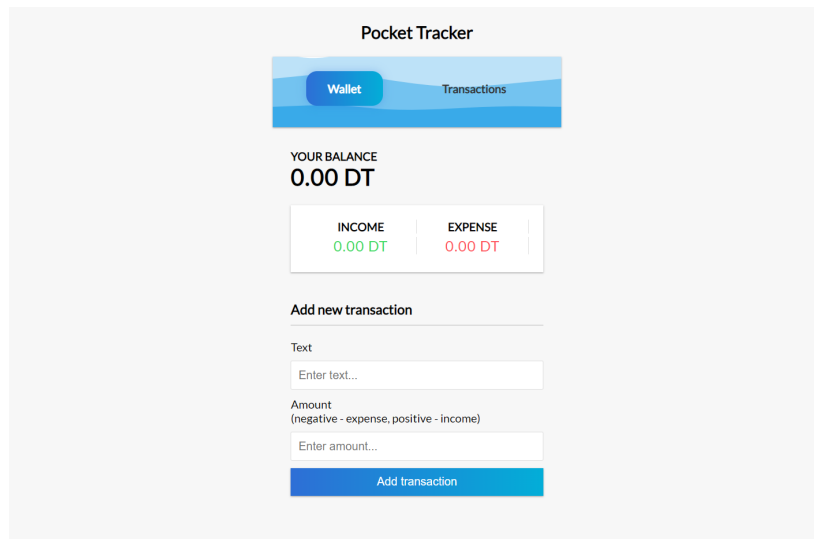 Pocket Tracker
Wallet Transactions
YOUR BALANCE
0.00 DT
INCOME EXPENSE
0.00 DT 0.00 DT
Add new transaction
Text
Enter text...
Amount
(negative - expense, positive - income)
Enter amount...
Add transaction